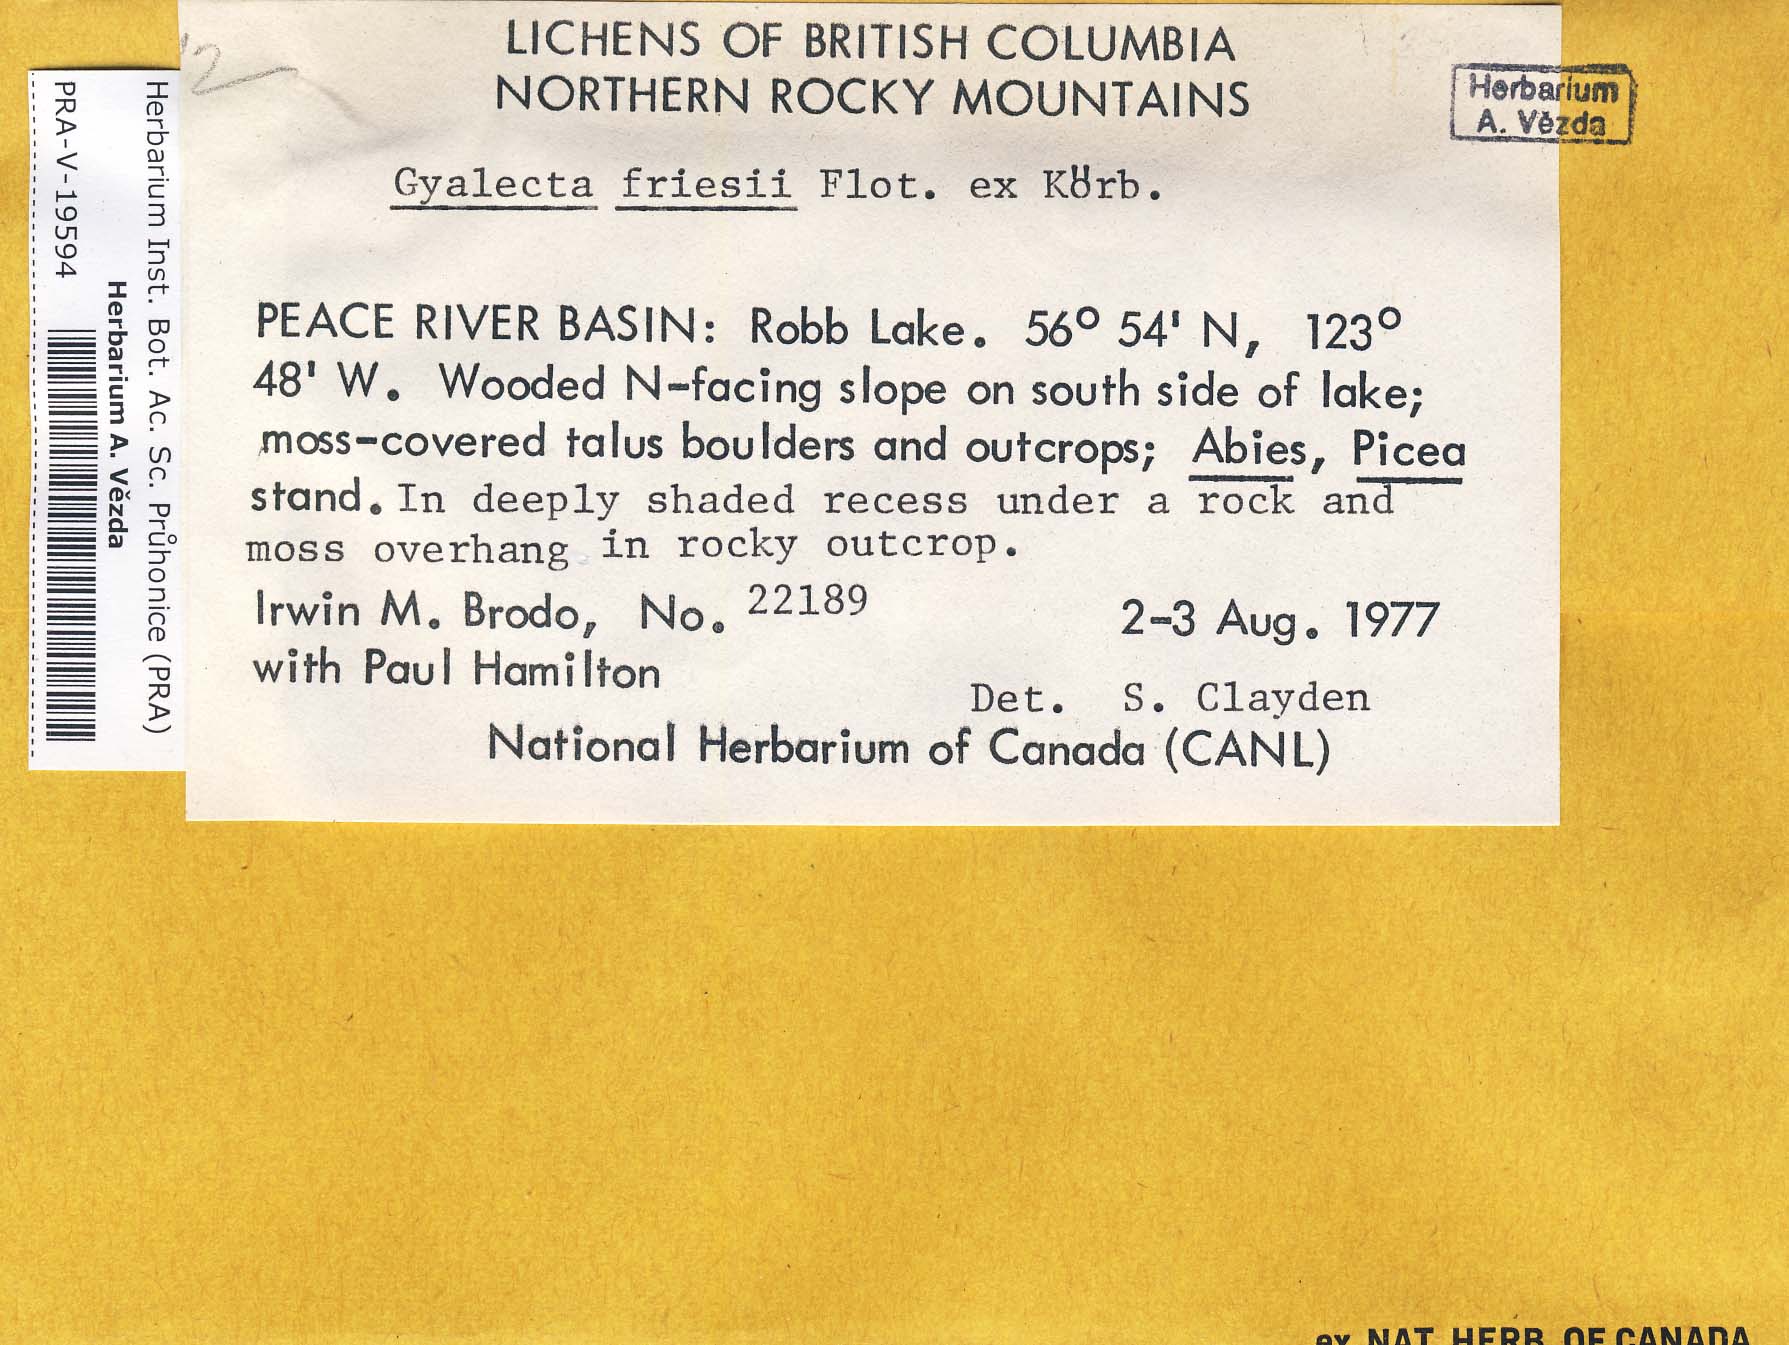 LICHENS OF BRITISH COLUMBIA
NORTHERN ROCKY MOUNTAINS
Herbarium
A. Vězda
Gyalecta friesii Flot. ex Körb.
PEACE RIVER BASIN: Robb Lake. 56° 54' N, 123°
48' W. Wooded N-facing slope on south side of lake;
moss-covered talus boulders and outcrops; Abies, Picea
stand. In deeply shaded recess under a rock and
moss overhang in rocky outcrop.
Irwin M. Brodo, No. 22189 2-3 Aug. 1977
with Paul Hamilton
Det. S. Clayden
National Herbarium of Canada (CANL)
Herbarium Inst. Bot. Ac. Sc. Průhonice (PRA)
Herbarium A. Vězda
PRA-V-19594
ex NAT. HERB. OF CANADA